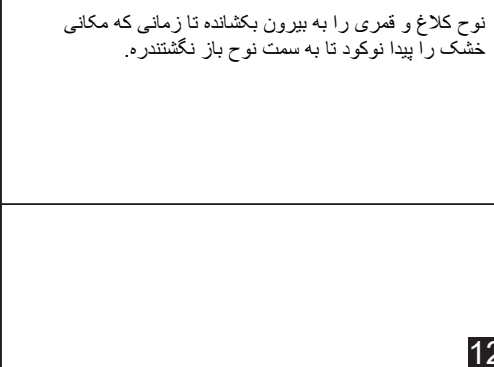 نوح کلاغ و قمری را به بیرون بکشانده تا زمانی که مکانی
خشک را پیدا نوکود تا به سمت نوح باز نگشتندره.
12